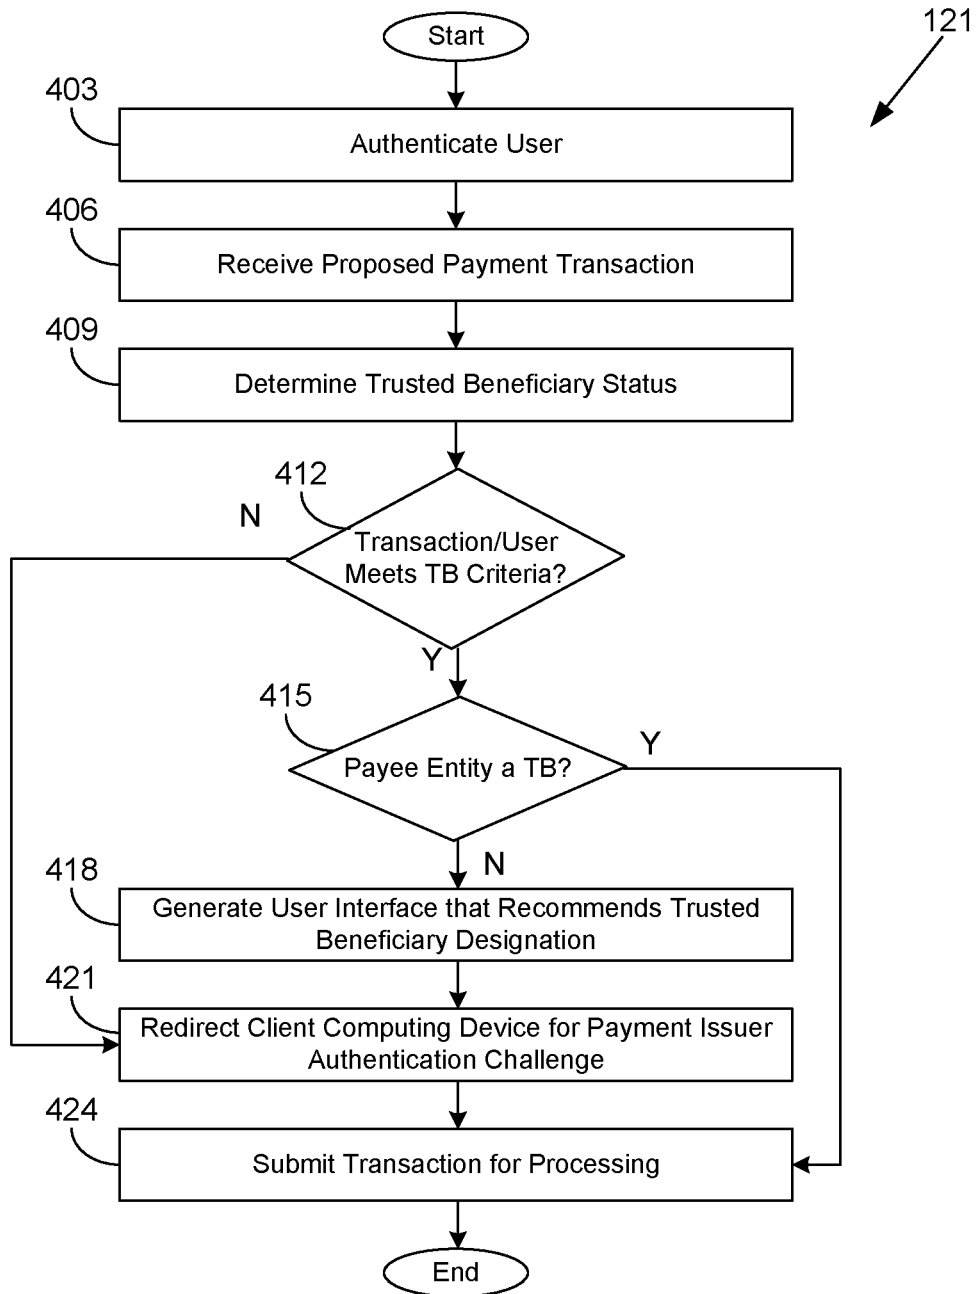 Start
121
403
Authenticate User
406
Receive Proposed Payment Transaction
409
Determine Trusted Beneficiary Status
412
N
Transaction/User
Meets TB Criteria?
Y
415
Y
Payee Entity a TB?
N
418
Generate User Interface that Recommends Trusted
Beneficiary Designation
421
Redirect Client Computing Device for Payment Issuer
Authentication Challenge
424
Submit Transaction for Processing
End